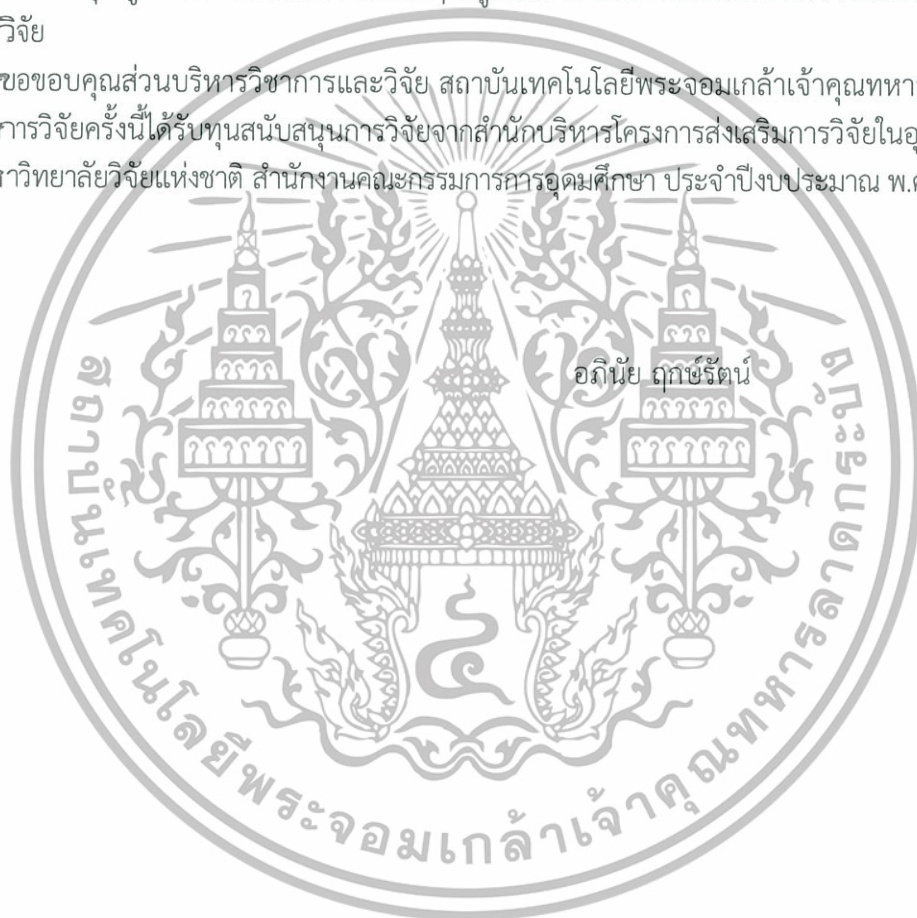 วิจัย
ขอขอบคุณส่วนบริหารวิชาการและวิจัย สถาบันเทคโนโลยีพระจอมเกล้าเจ้าคุณทหาร
การวิจัยครั้งนี้ได้รับทุนสนับสนุนการวิจัยจากสำนักบริหารโครงการส่งเสริมการวิจัยใน
วิทยาลัยวิจัยแห่งชาติ สำนักงานคณะกรรมการการอุดมศึกษา ประจำปีงบประมาณ
อภินัย ฤกษ์รัตน์
สถาบันเทคโนโลยีพระจอมเกล้าเจ้าคุณทหารลาดกระบัง
๔